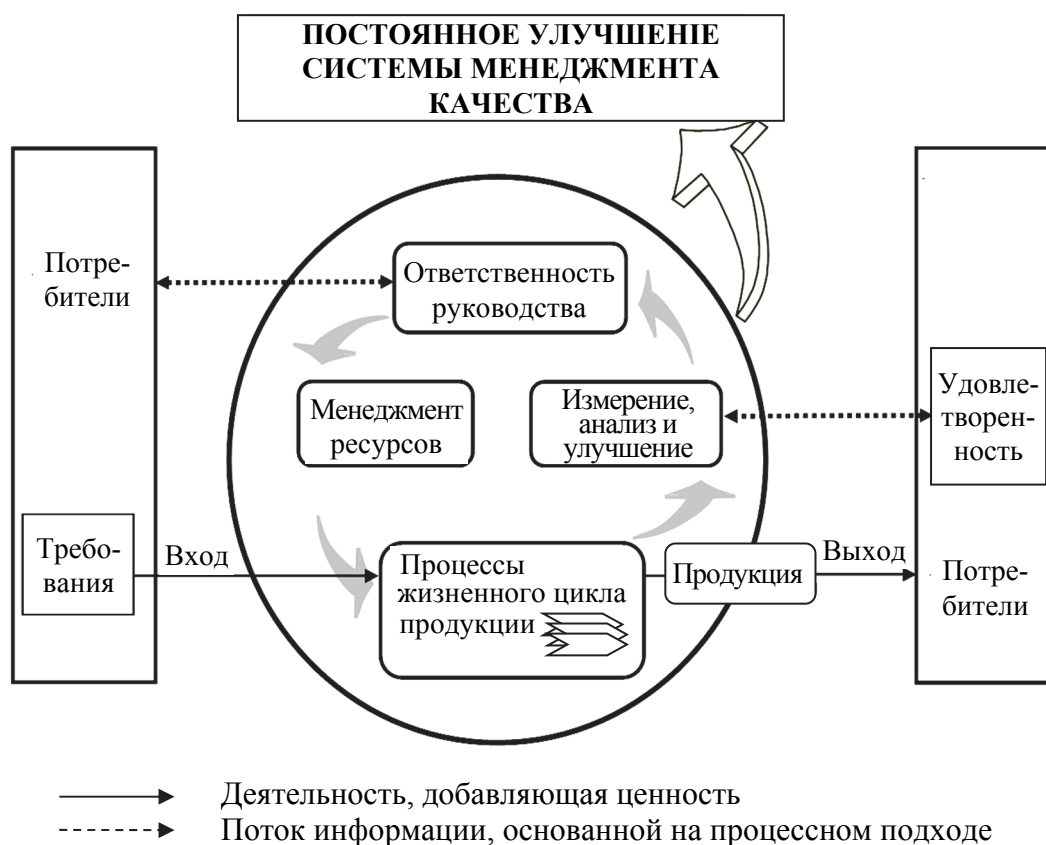 ПОСТОЯННОЕ УЛУЧШЕНІЕ
СИСТЕМЫ МЕНЕДЖМЕНТА
КАЧЕСТВА
Потре-
бители
Ответственность
руководства
Менеджмент
ресурсов
Измерение,
анализ и
улучшение
Удовле-
творен-
ность
Требо-
вания
Вход
Процессы
жизненного цикла
продукции
Продукция
Выход
Потре-
бители
Деятельность, добавляющая ценность
Поток информации, основанной на процессном подходе